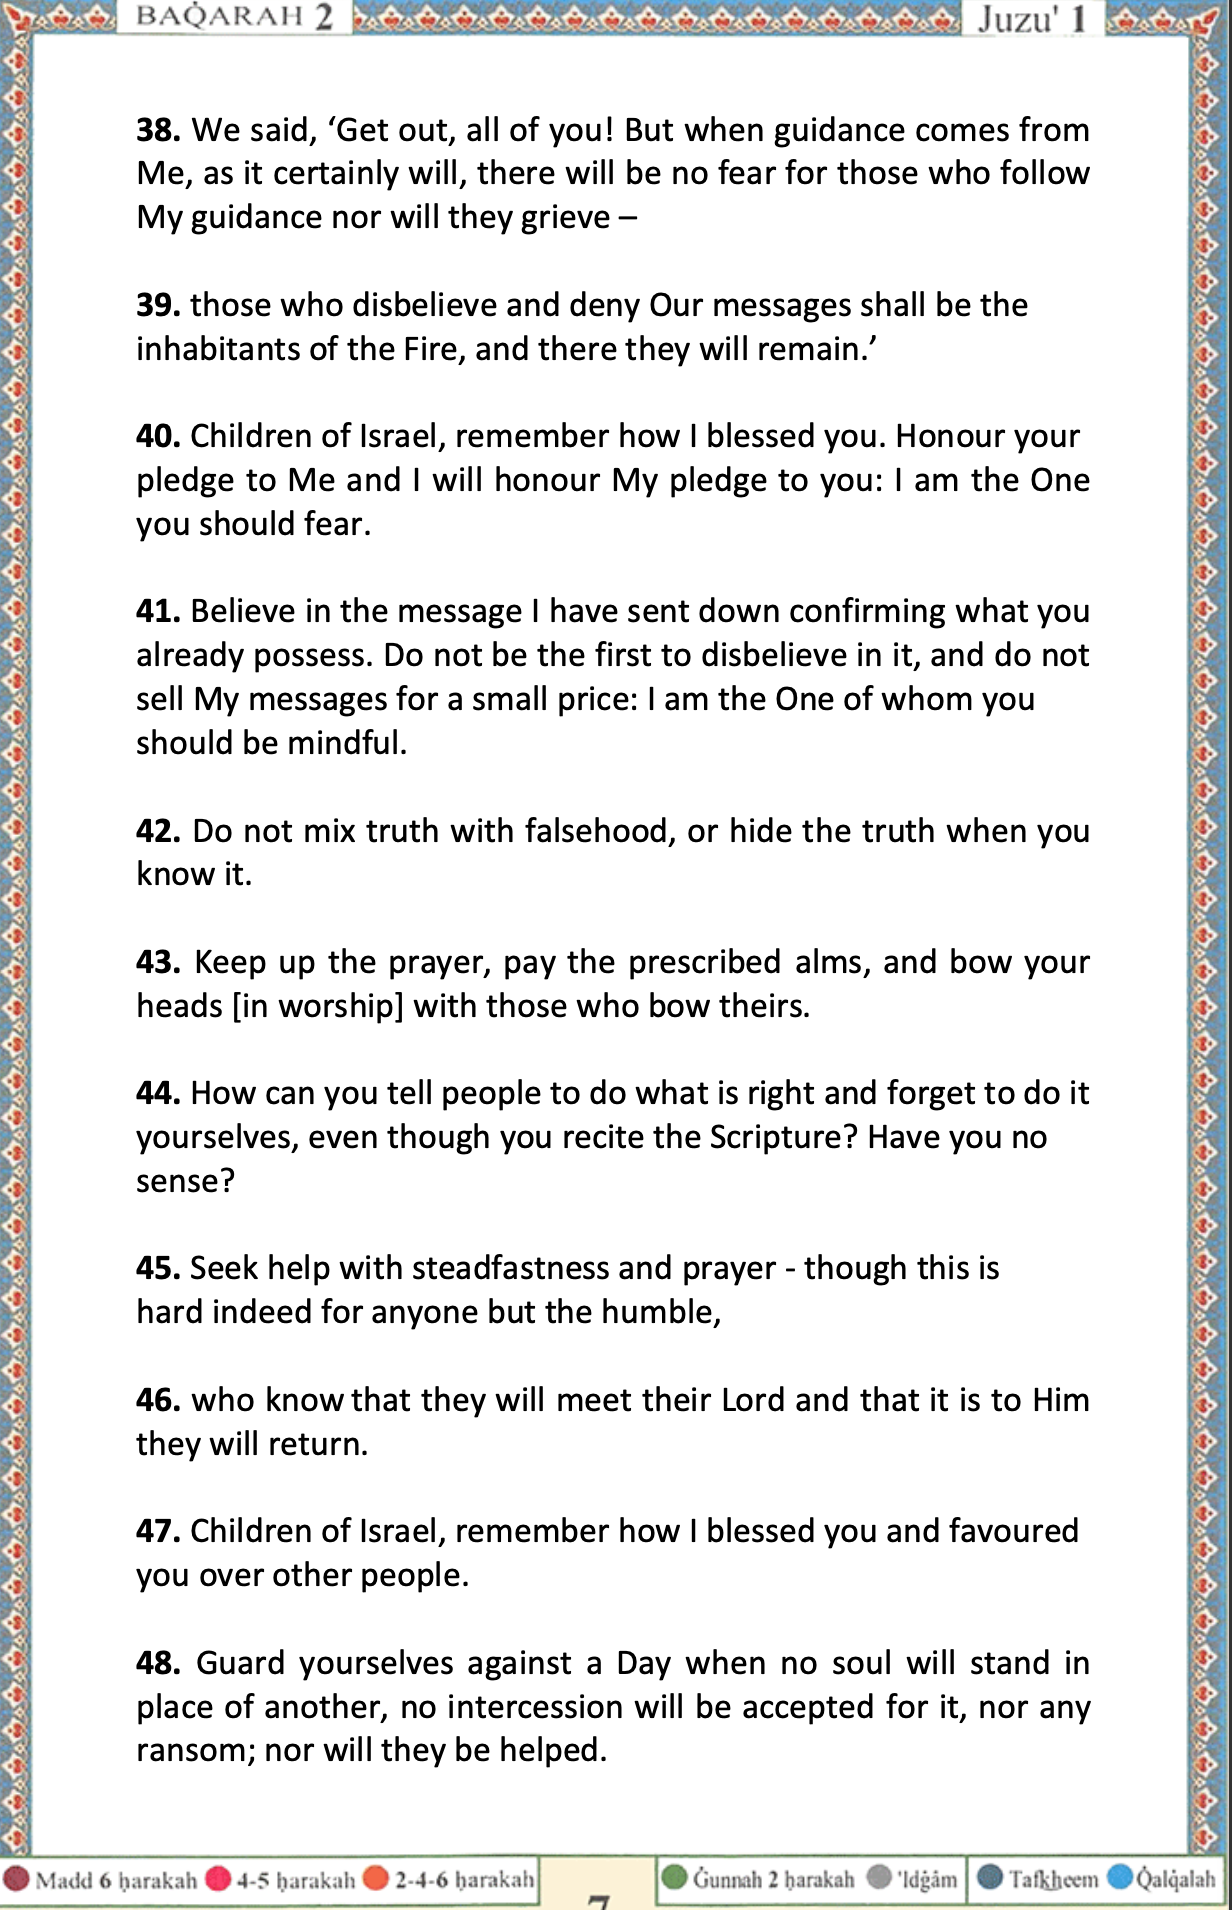 BAQ̇ARAH 2
Juzu' 1
38. We said, ‘Get out, all of you! But when guidance comes from
Me, as it certainly will, there will be no fear for those who follow
My guidance nor will they grieve –
39. those who disbelieve and deny Our messages shall be the
inhabitants of the Fire, and there they will remain.’
40. Children of Israel, remember how I blessed you. Honour your
pledge to Me and I will honour My pledge to you: I am the One
you should fear.
41. Believe in the message I have sent down confirming what you
already possess. Do not be the first to disbelieve in it, and do not
sell My messages for a small price: I am the One of whom you
should be mindful.
42. Do not mix truth with falsehood, or hide the truth when you
know it.
43. Keep up the prayer, pay the prescribed alms, and bow your
heads [in worship] with those who bow theirs.
44. How can you tell people to do what is right and forget to do it
yourselves, even though you recite the Scripture? Have you no
sense?
45. Seek help with steadfastness and prayer - though this is
hard indeed for anyone but the humble,
46. who know that they will meet their Lord and that it is to Him
they will return.
47. Children of Israel, remember how I blessed you and favoured
you over other people.
48. Guard yourselves against a Day when no soul will stand in
place of another, no intercession will be accepted for it, nor any
ransom; nor will they be helped.
Madd 6 ḥarakah 4-5 ḥarakah 2-4-6 ḥarakah
7
Ġunnah 2 ḥarakah 'Idġâm Tafkheem Q̇alq̇alah